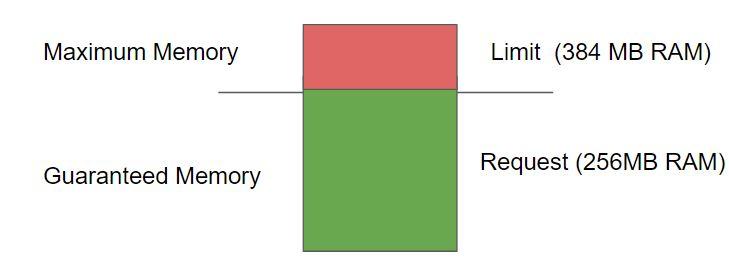 Maximum Memory
Limit  (384 MB RAM)
Guaranteed Memory
Request (256MB RAM)